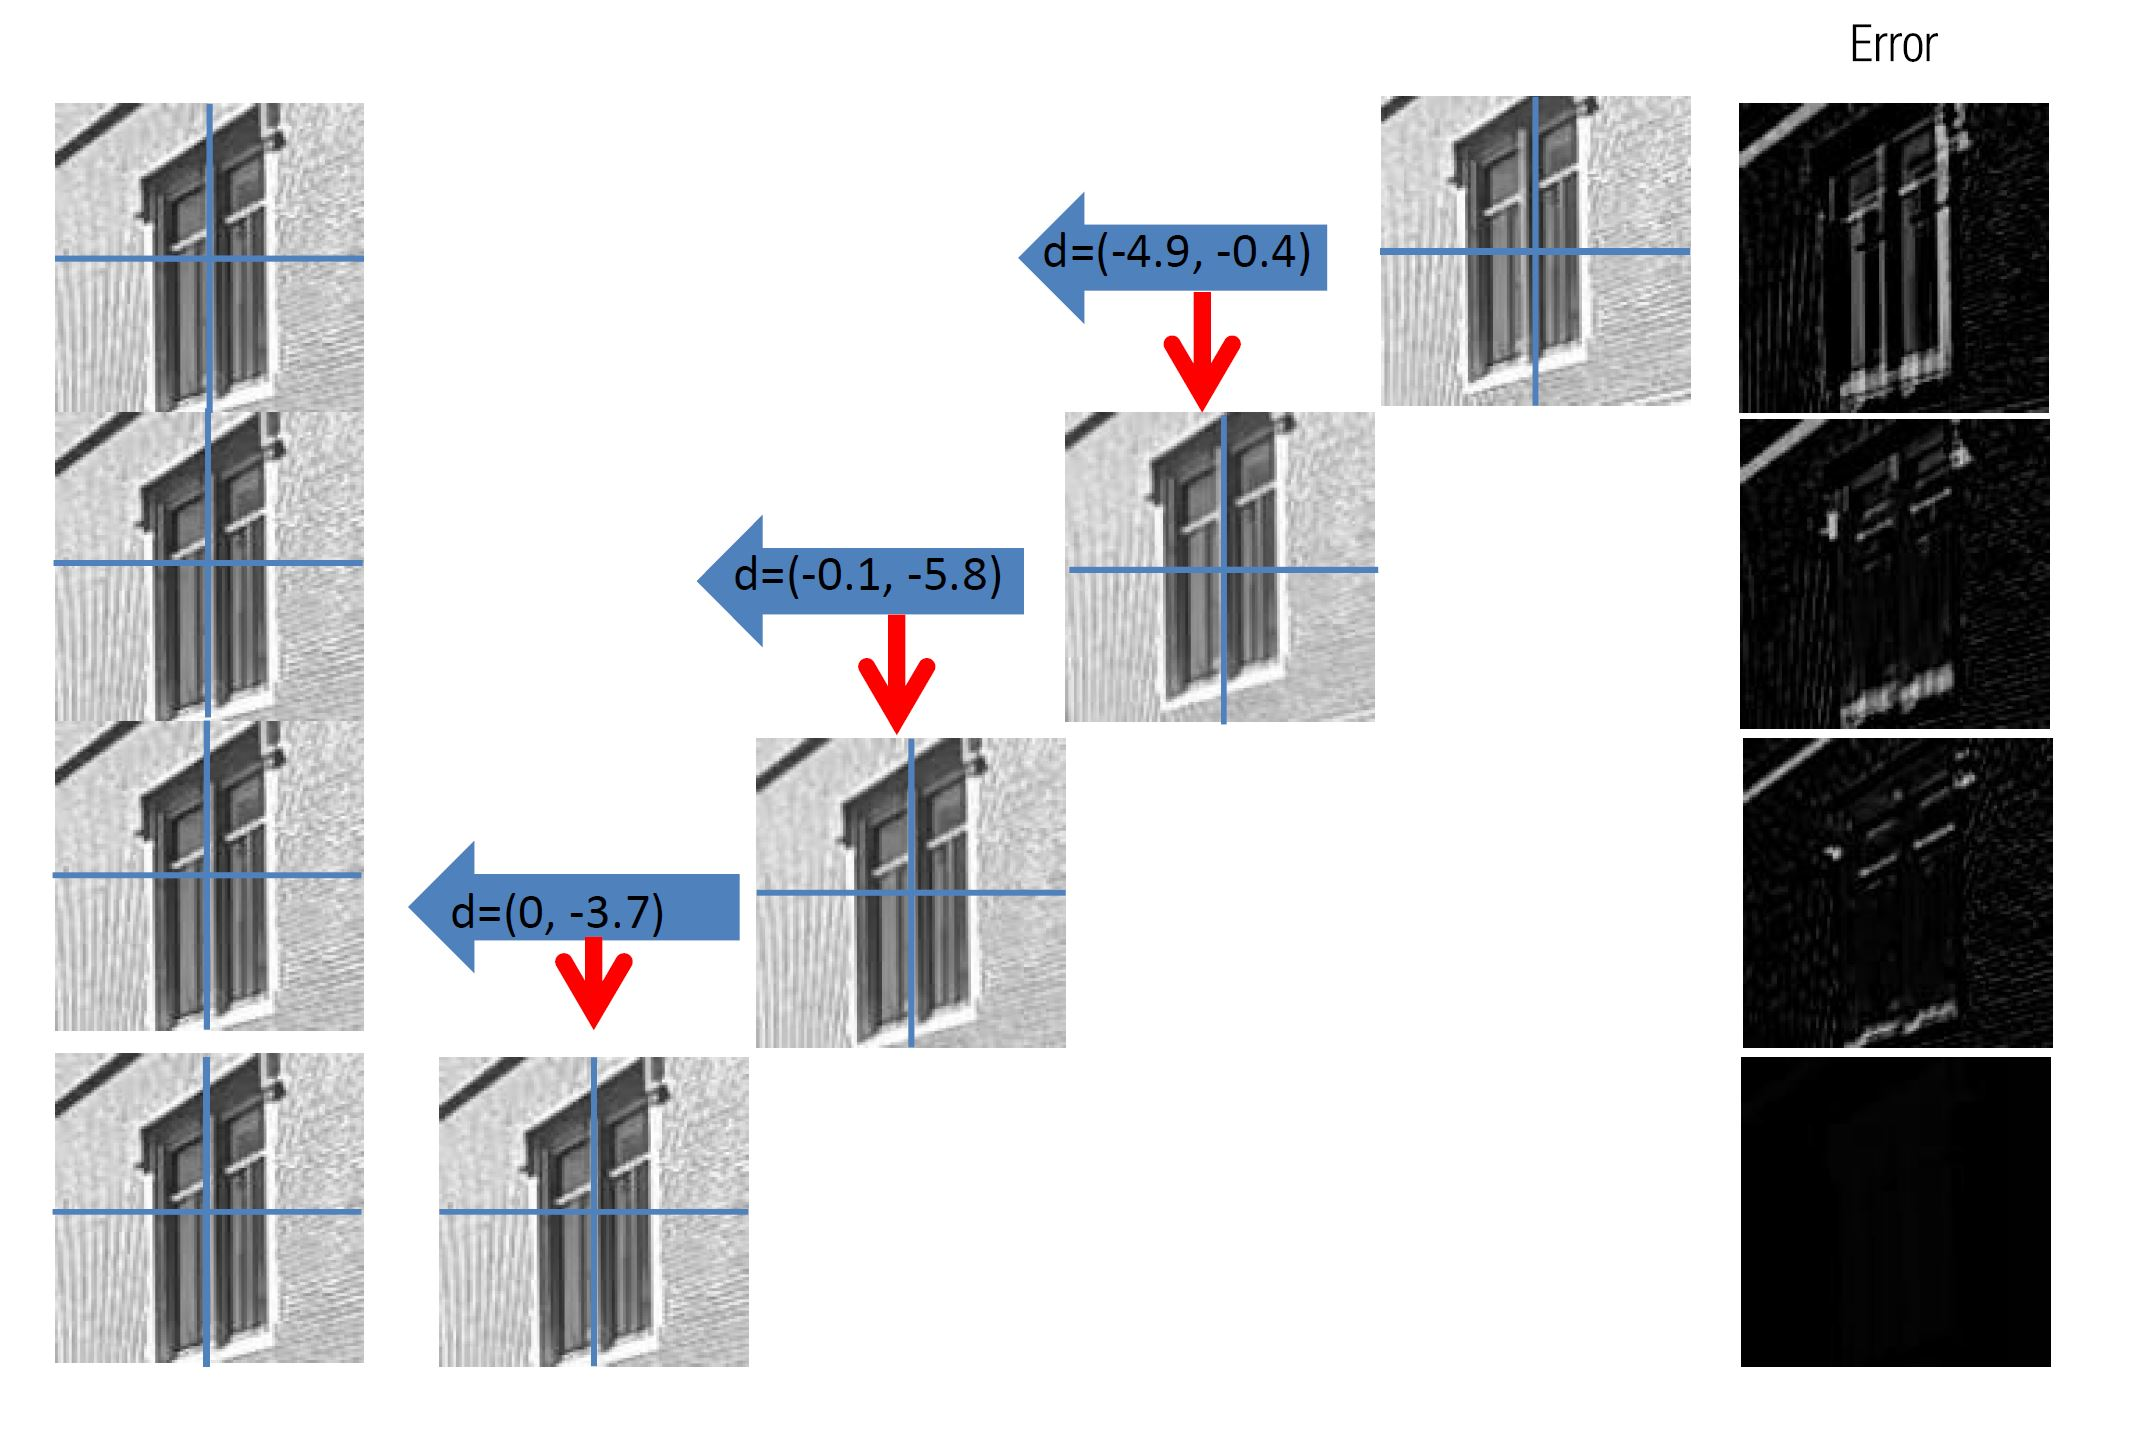 Error
d=(-4.9, -0.4)
d=(-0.1, -5.8)
d=(0, -3.7)